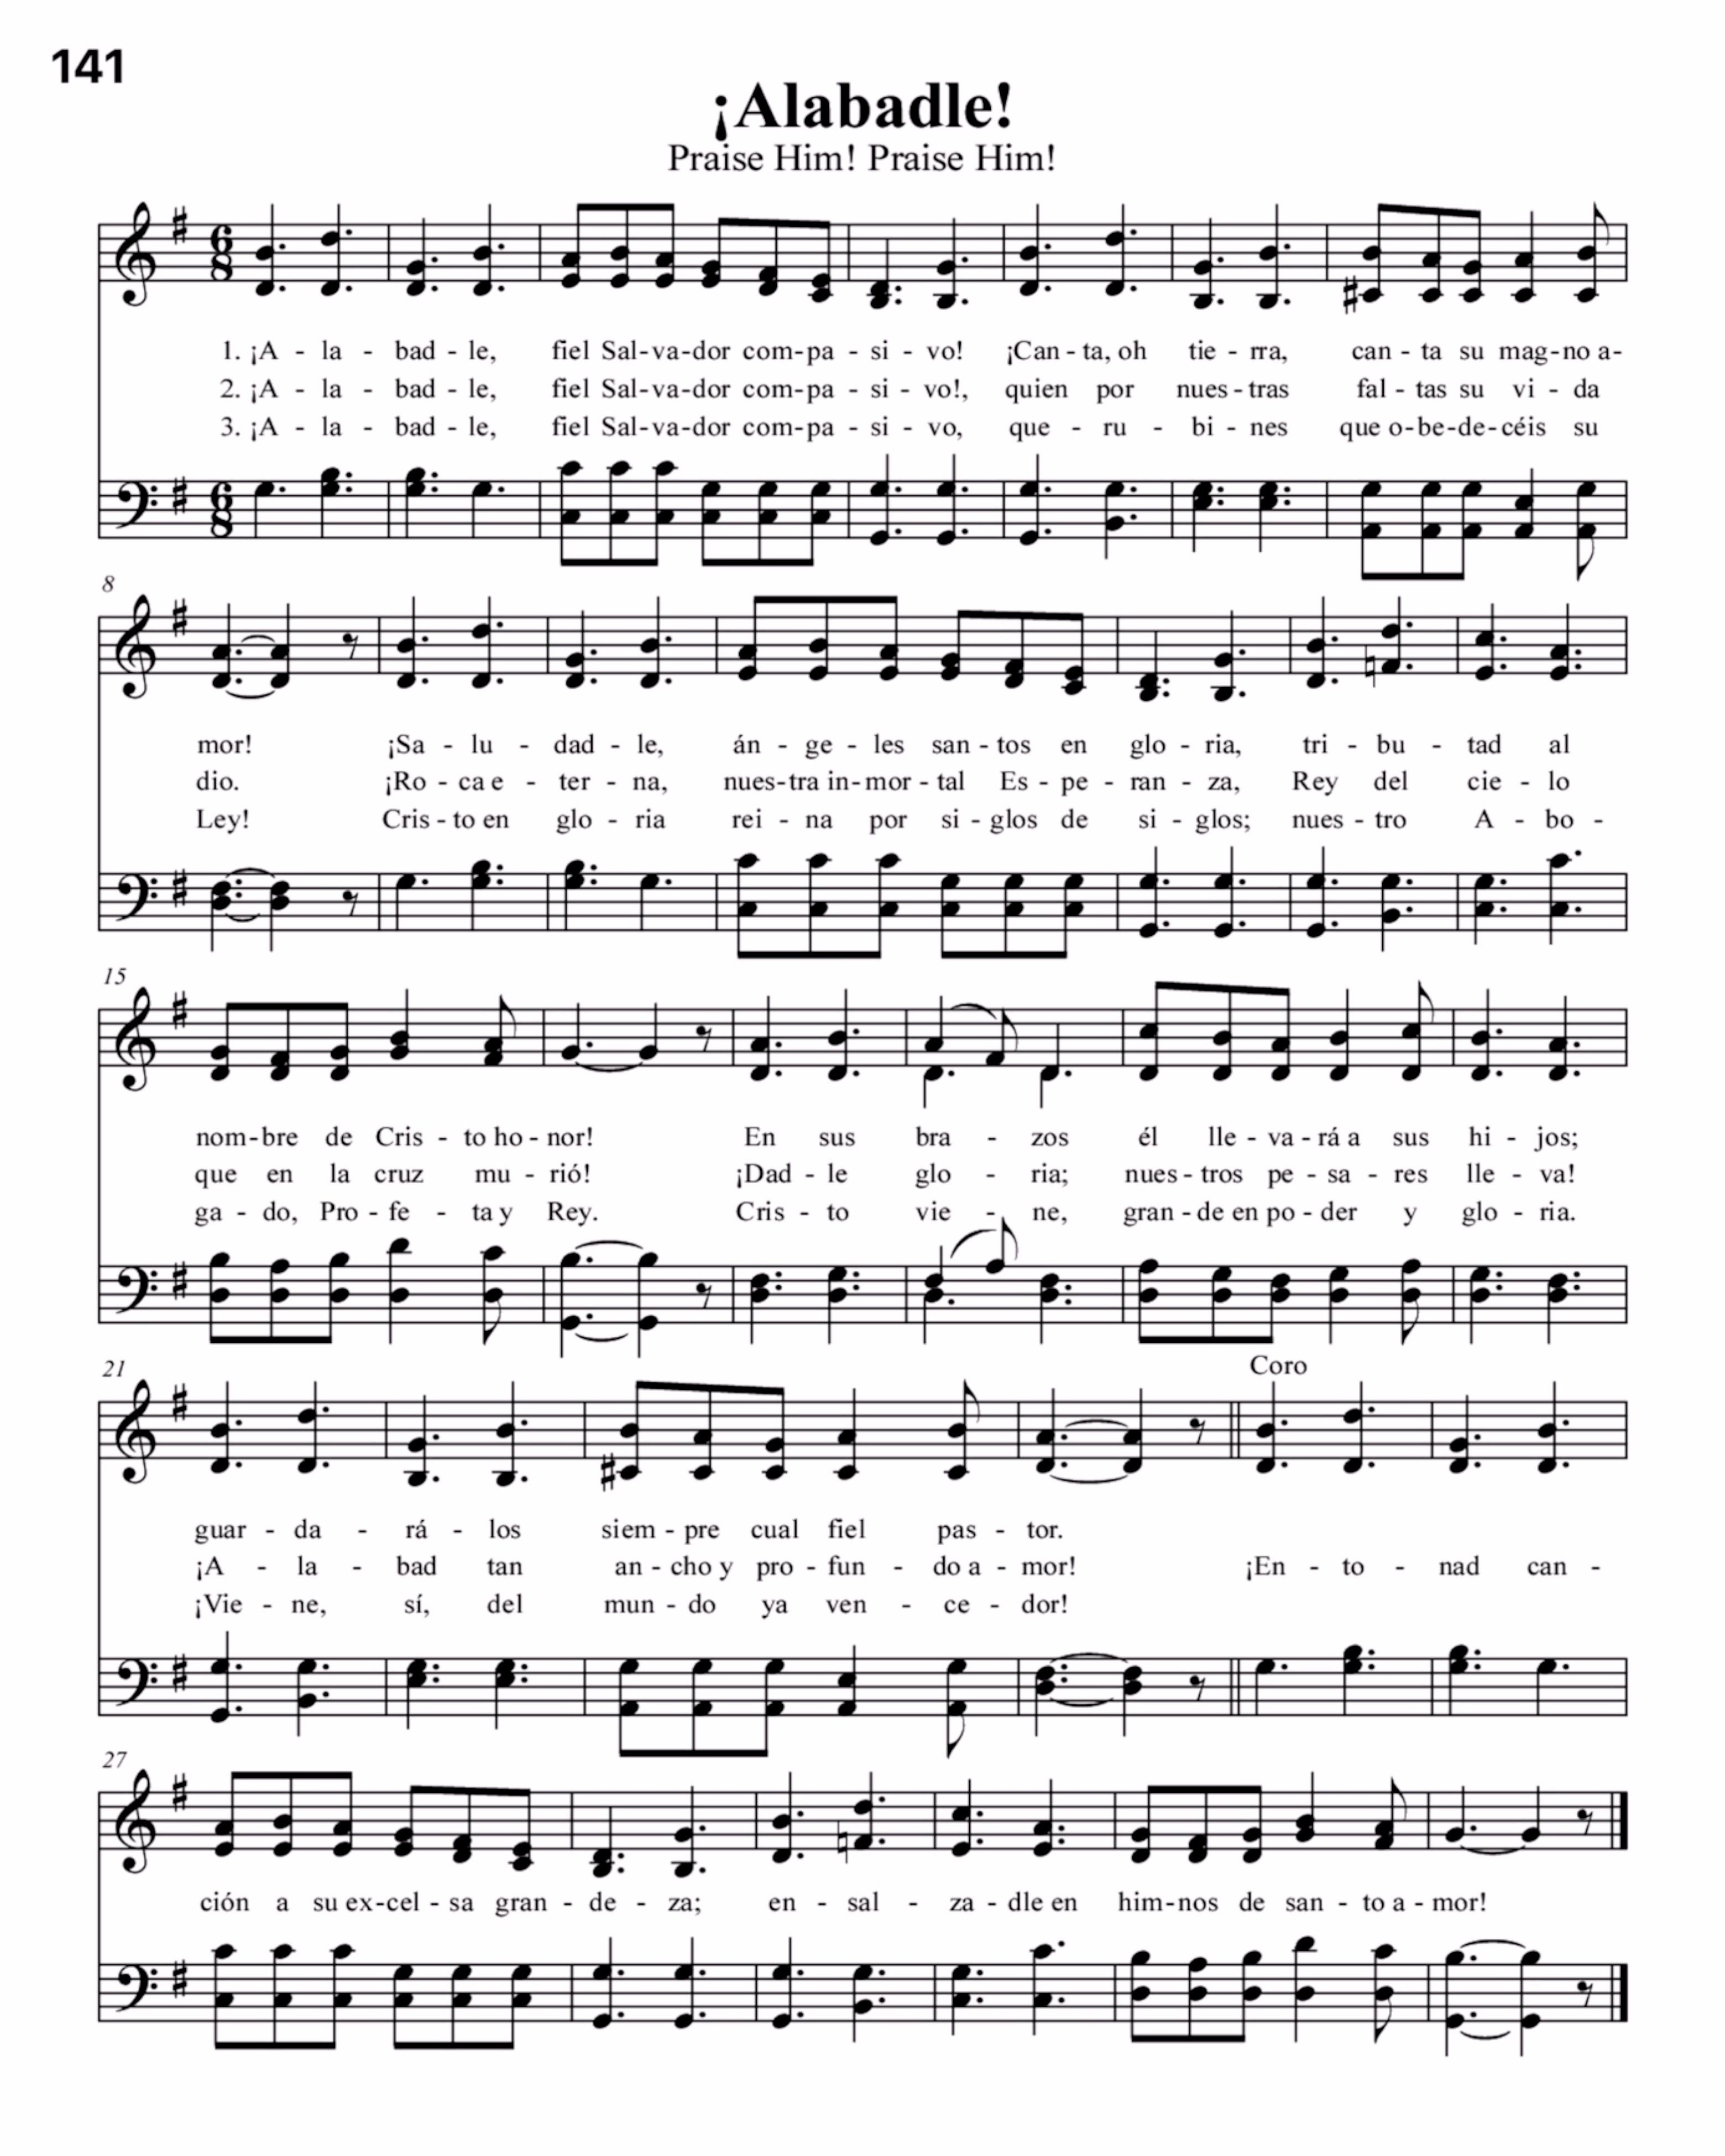 141
¡Alabadle!
Praise Him! Praise Him!
1. ¡A - la - bad - le, fiel Sal-va-dor com-pa - si - vo! ¡Can - ta, oh tie - rra, can - ta su mag-no a-
2. ¡A - la - bad - le, fiel Sal-va-dor com-pa - si - vo!, quien por nues - tras fal - tas su vi - da
3. ¡A - la - bad - le, fiel Sal-va-dor com-pa - si - vo, que - ru - bi - nes que o-be-de-céis su
8
mor! ¡Sa - lu - dad - le, án - ge - les san - tos en glo - ria, tri - bu - tad al
dio. ¡Ro - ca e - ter - na, nues-tra in-mor - tal Es - pe - ran - za, Rey del cie - lo
Ley! Cris - to en glo - ria rei - na por si - glos de si - glos; nues - tro A - bo -
15
nom-bre de Cris - to ho - nor! En sus bra - zos él lle - va - rá a sus hi - jos;
que en la cruz mu - rió! ¡Dad - le glo - ria; nues - tros pe - sa - res lle - va!
ga - do, Pro - fe - ta y Rey. Cris - to vie - ne, gran - de en po - der y glo - ria.
21
Coro
guar - da - rá - los siem - pre cual fiel pas - tor.
¡A - la - bad tan an - cho y pro - fun - do a - mor! ¡En - to - nad can -
¡Vie - ne, sí, del mun - do ya ven - ce - dor!
27
ción a su ex-cel - sa gran - de - za; en - sal - za - dle en him-nos de san - to a - mor!